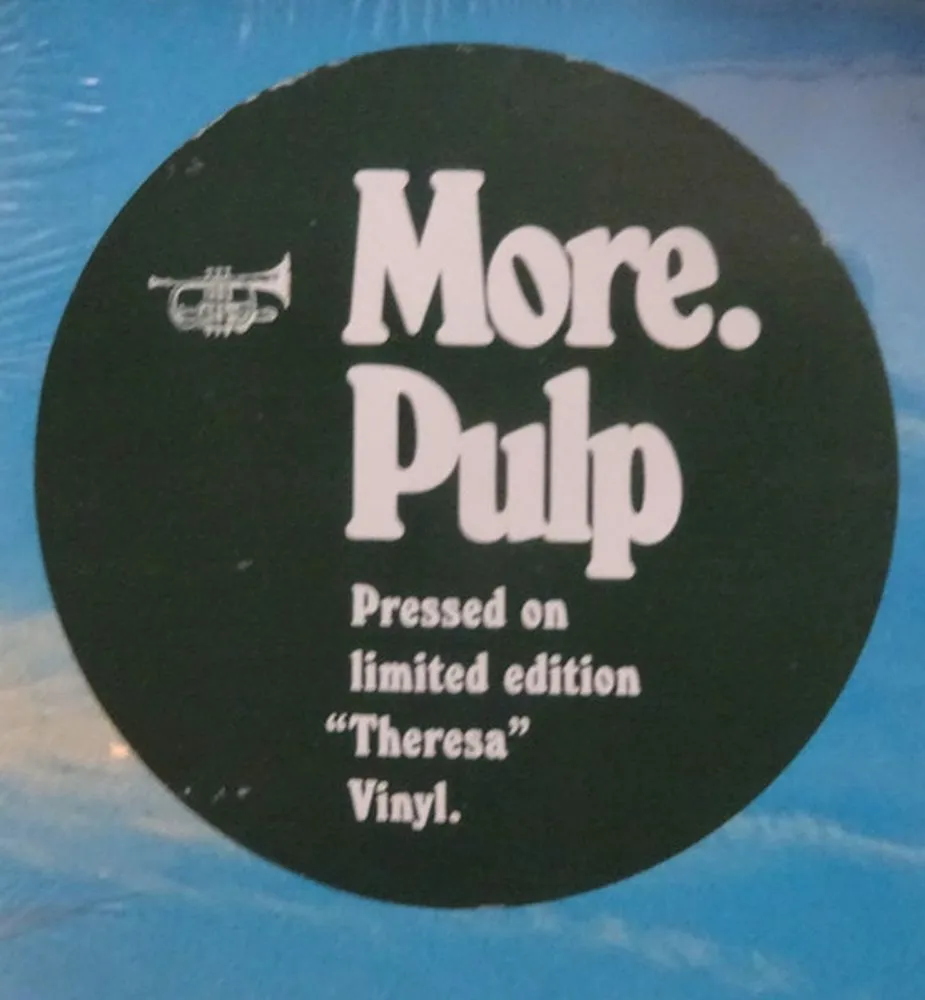 More.
Pulp
Pressed on
limited edition
“Theresa”
Vinyl.